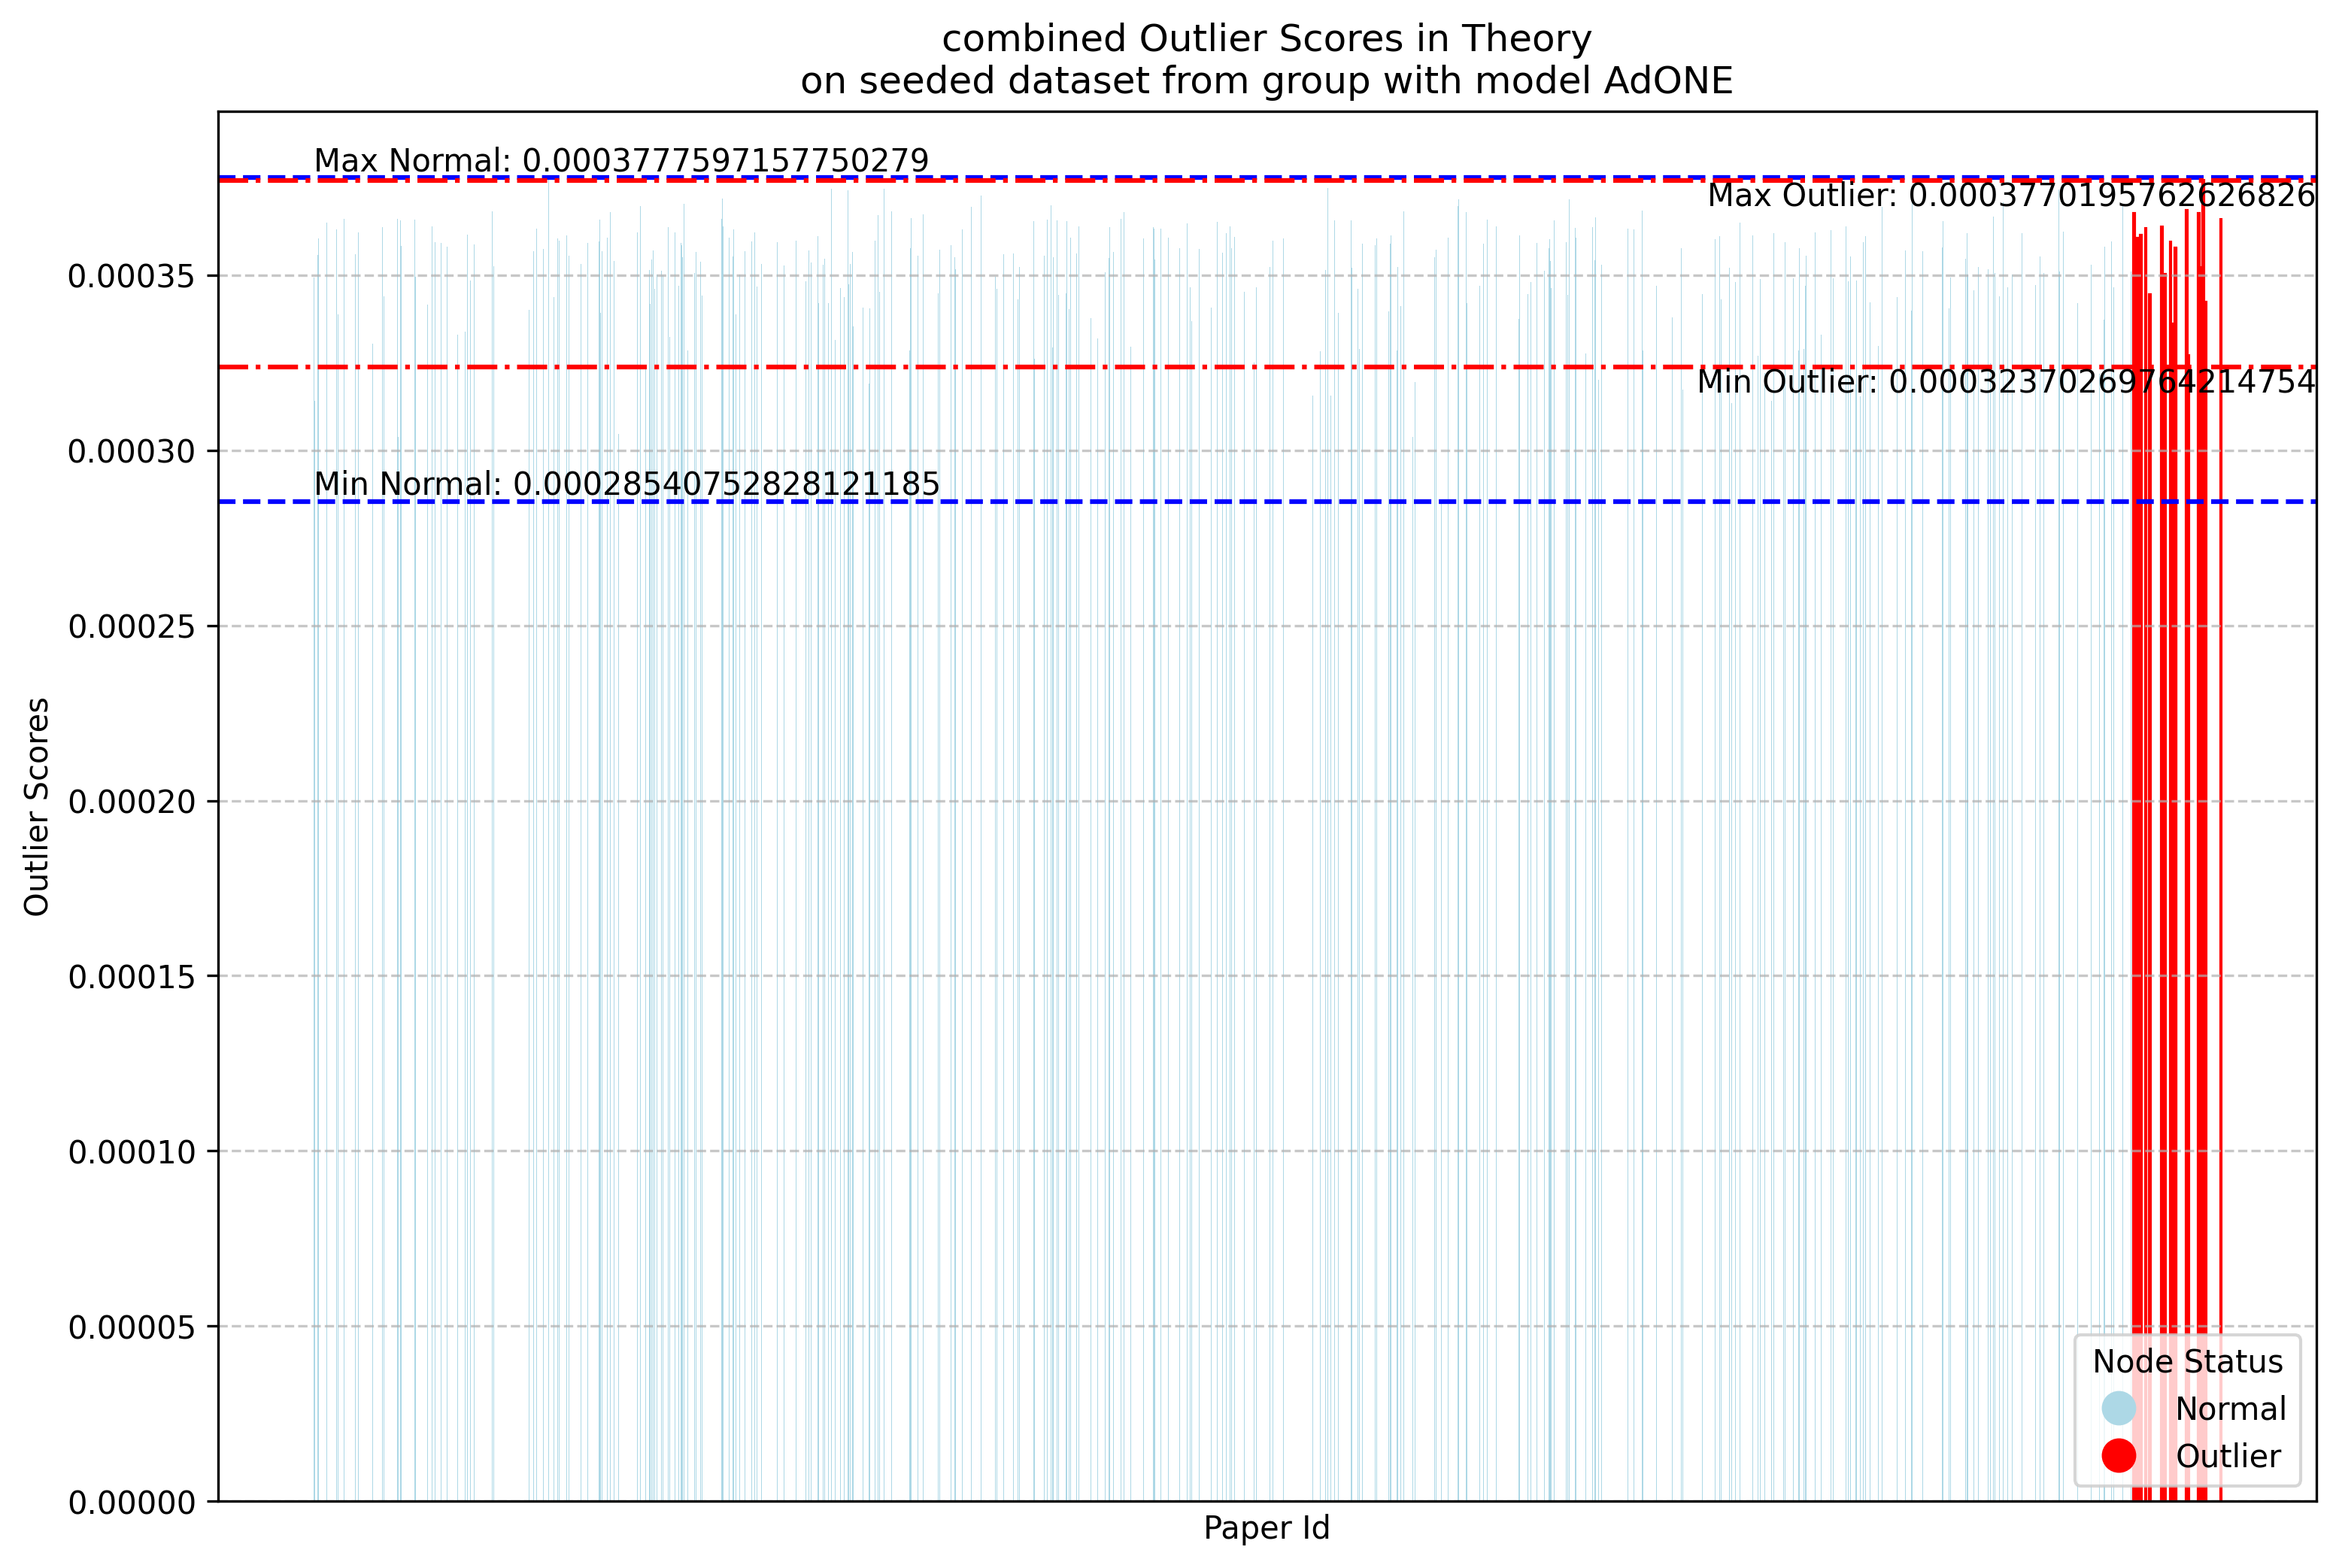 combined Outlier Scores in Theory
on seeded dataset from group with model AdONE
Max Normal: 0.0003777597157750279
Max Outlier: 0.0003770195762626826
0.00035
Min Outlier: 0.00032370269764214754
0.00030
Min Normal: 0.00028540752828121185
0.00025
0.00020
Outlier Scores
0.00015
0.00010
0.00005
Node Status
Normal
Outlier
0.00000
Paper Id